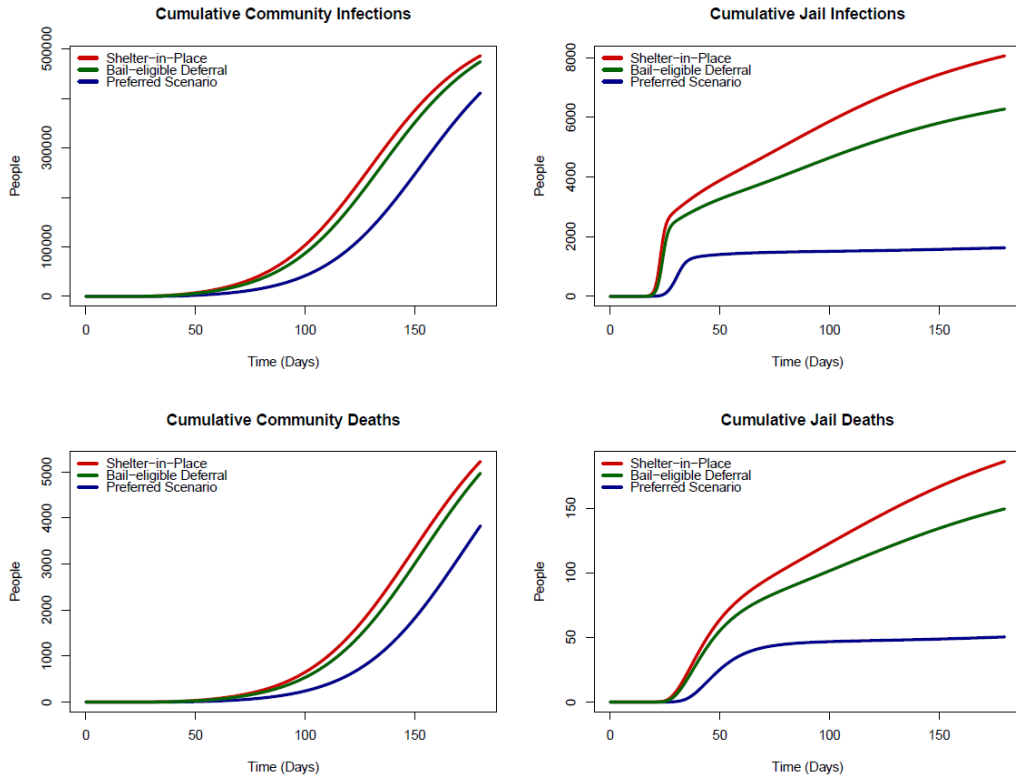 Cumulative Community Infections
People
500000
300000
100000
0
Shelter-in-Place
Bail-eligible Deferral
Preferred Scenario
0 50 100 150
Time (Days)
Cumulative Jail Infections
People
8000
6000
4000
2000
0
Shelter-in-Place
Bail-eligible Deferral
Preferred Scenario
0 50 100 150
Time (Days)
Cumulative Community Deaths
People
5000
4000
3000
2000
1000
0
Shelter-in-Place
Bail-eligible Deferral
Preferred Scenario
0 50 100 150
Time (Days)
Cumulative Jail Deaths
People
150
100
50
0
Shelter-in-Place
Bail-eligible Deferral
Preferred Scenario
0 50 100 150
Time (Days)